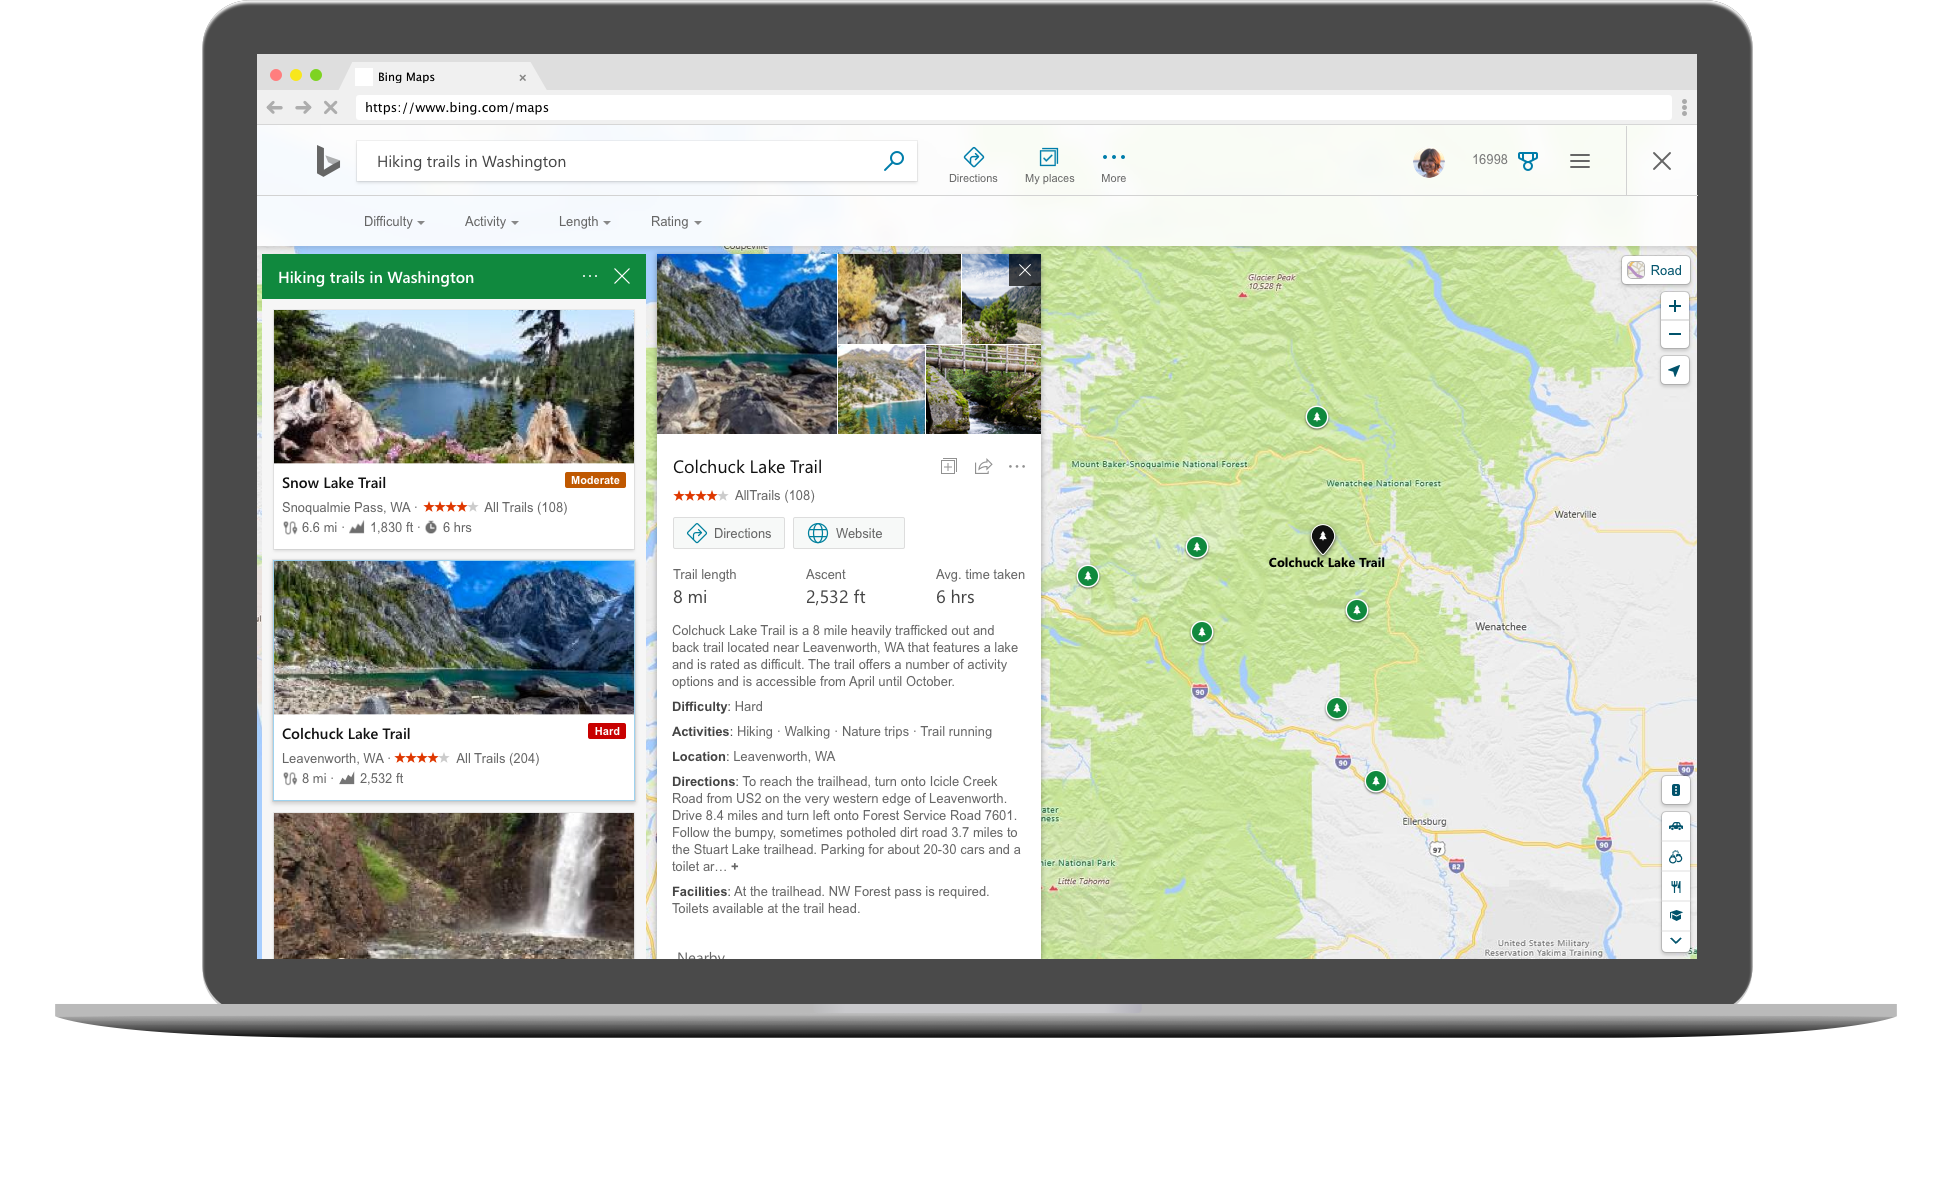 Bing Maps
https://www.bing.com/maps
Hiking trails in Washington
Directions
My places
More
16998
Difficulty
Activity
Length
Rating
Hiking trails in Washington
Snow Lake Trail
Moderate
Snoqualmie Pass, WA · All Trails (108)
6.6 mi · 1,830 ft · 6 hrs
Colchuck Lake Trail
Hard
Leavenworth, WA · All Trails (204)
8 mi · 2,532 ft
Colchuck Lake Trail
AllTrails (108)
Directions
Website
Trail length
Ascent
Avg. time taken
8 mi
2,532 ft
6 hrs
Colchuck Lake Trail is a 8 mile heavily trafficked out and
back trail located near Leavenworth, WA that features a lake
and is rated as difficult. The trail offers a number of activity
options and is accessible from April until October.
Difficulty: Hard
Activities: Hiking · Walking · Nature trips · Trail running
Location: Leavenworth, WA
Directions: To reach the trailhead, turn onto Icicle Creek
Road from US2 on the very western edge of Leavenworth.
Drive 8.4 miles and turn left onto Forest Service Road 7601.
Follow the bumpy, sometimes potholed dirt road 3.7 miles to
the Stuart Lake trailhead. Parking for about 20-30 cars and a
toilet ar… +
Facilities: At the trailhead. NW Forest pass is required.
Toilets available at the trail head.
Nearby
Coupeville
Glacier Peak
10,528 ft
Road
Mount Baker-Snoqualmie National Forest
Wenatchee National Forest
Waterville
Colchuck Lake Trail
Wenatchee
90
90
90
Ellensburg
97
82
90
ater
ness
nier National Park
Little Tahoma
United States Military
Reservation Yakima Training